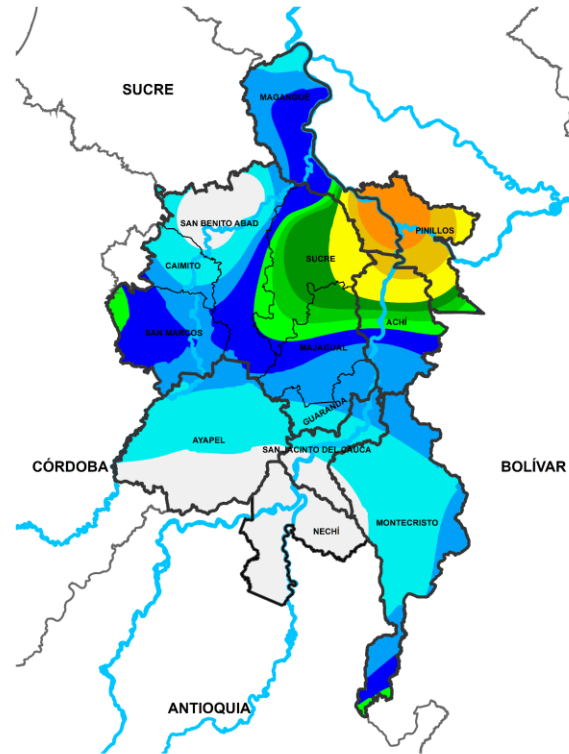 SUCRE
MAGANGUÉ
SAN BENITO ABAD
PINILLOS
SUCRE
CAIMITO
ACHÍ
SAN MARCOS
MAJAGUAL
GUARANDA
AYAPEL
SAN JACINTO DEL CAUCA
CÓRDOBA
BOLÍVAR
MONTECRISTO
NECHÍ
ANTIOQUIA